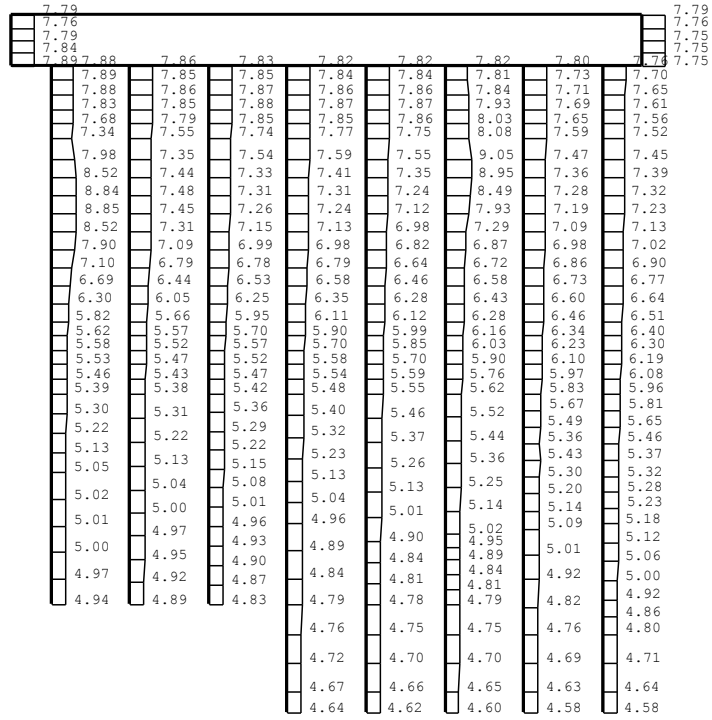 7.79 7.79
7.76 7.76
7.79 7.75
7.84 7.75
7.89 7.88 7.86 7.83 7.82 7.82 7.82 7.80 7.76 7.75
7.89 7.85 7.85 7.84 7.84 7.81 7.73 7.70
7.88 7.86 7.87 7.86 7.86 7.84 7.71 7.65
7.83 7.85 7.88 7.87 7.87 7.93 7.69 7.61
7.68 7.79 7.85 7.85 7.86 8.03 7.65 7.56
7.34 7.55 7.74 7.77 7.75 8.08 7.59 7.52
7.98 7.35 7.54 7.59 7.55 9.05 7.47 7.45
8.52 7.44 7.33 7.41 7.35 8.95 7.36 7.39
8.84 7.48 7.31 7.31 7.24 8.49 7.28 7.32
8.85 7.45 7.26 7.24 7.12 7.93 7.19 7.23
8.52 7.31 7.15 7.13 6.98 7.29 7.09 7.13
7.90 7.09 6.99 6.98 6.82 6.87 6.98 7.02
7.10 6.79 6.78 6.79 6.64 6.72 6.86 6.90
6.69 6.44 6.53 6.58 6.46 6.58 6.73 6.77
6.30 6.05 6.25 6.35 6.28 6.43 6.60 6.64
5.82 5.66 5.95 6.11 6.12 6.28 6.46 6.51
5.62 5.57 5.70 5.90 5.99 6.16 6.34 6.40
5.58 5.52 5.57 5.70 5.85 6.03 6.23 6.30
5.53 5.47 5.52 5.58 5.70 5.90 6.10 6.19
5.46 5.43 5.47 5.54 5.59 5.76 5.97 6.08
5.39 5.38 5.42 5.48 5.55 5.62 5.83 5.96
5.30 5.31 5.36 5.40 5.46 5.52 5.67 5.81
5.22 5.22 5.29 5.32 5.37 5.44 5.49 5.65
5.13 5.13 5.22 5.23 5.26 5.36 5.36 5.46
5.05 5.04 5.15 5.13 5.13 5.25 5.43 5.37
5.02 5.00 5.08 5.04 5.01 5.14 5.30 5.32
5.01 4.97 5.01 4.96 4.90 5.02 5.20 5.28
5.00 4.95 4.96 4.89 4.84 4.95 5.14 5.23
4.97 4.92 4.93 4.84 4.81 4.89 5.09 5.18
4.94 4.89 4.90 4.79 4.78 4.84 5.01 5.12
4.87 4.76 4.75 4.81 4.92 5.06
4.83 4.72 4.70 4.79 4.82 5.00
4.67 4.66 4.75 4.76 4.92
4.64 4.62 4.70 4.69 4.86
4.65 4.63 4.80
4.60 4.58 4.71
4.64
4.58